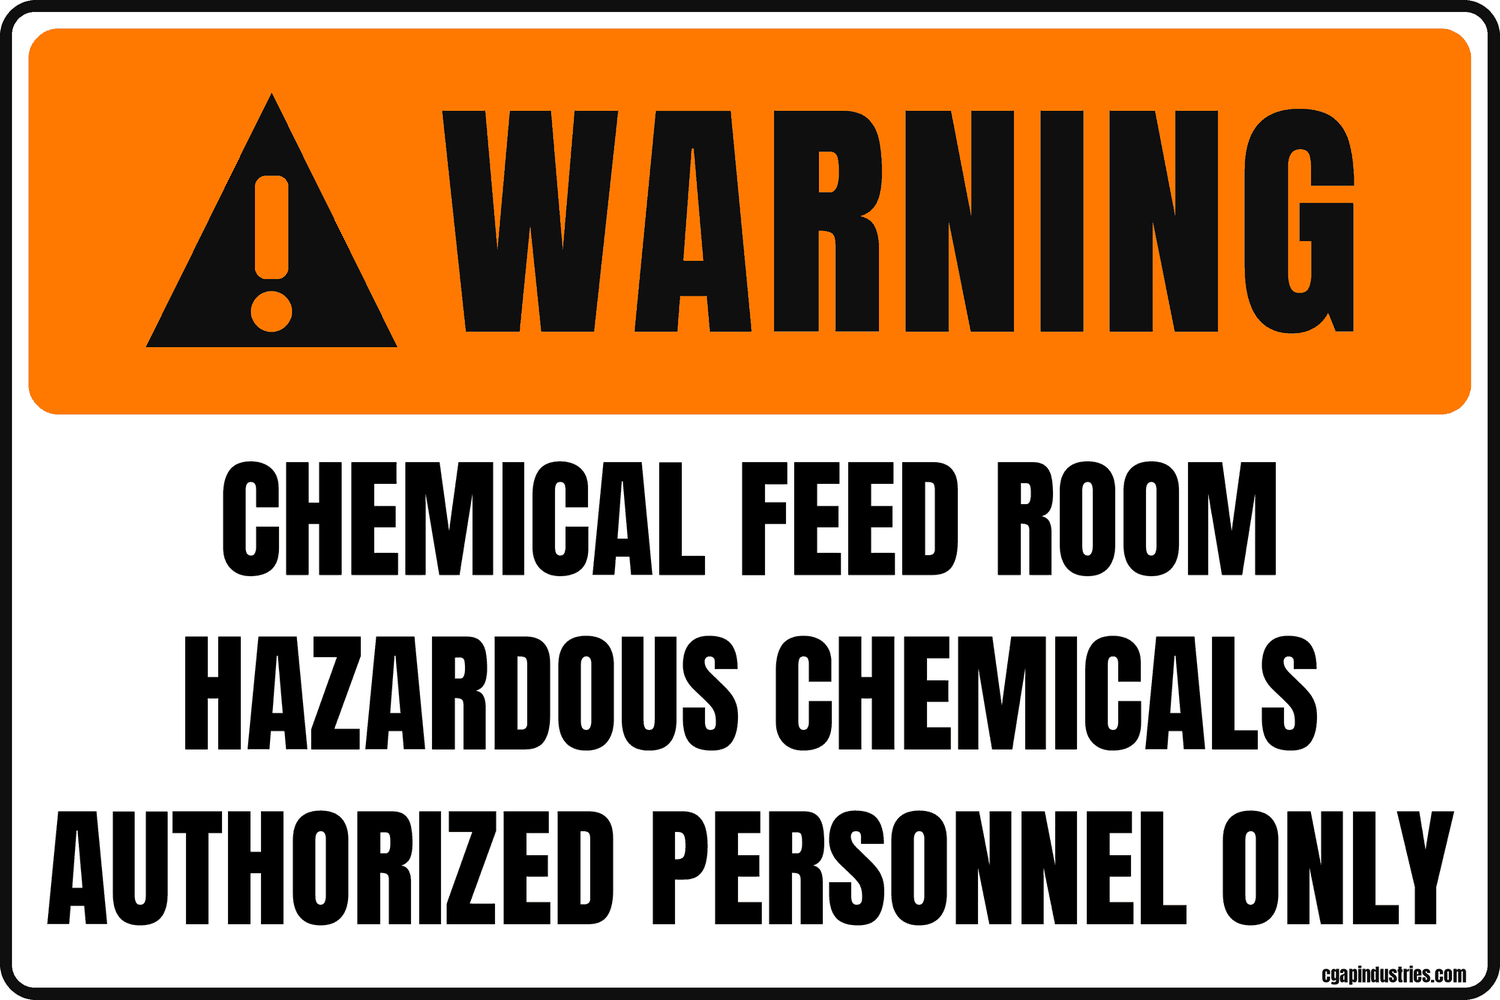 WARNING
CHEMICAL FEED ROOM
HAZARDOUS CHEMICALS
AUTHORIZED PERSONNEL ONLY
cgapindustries.com